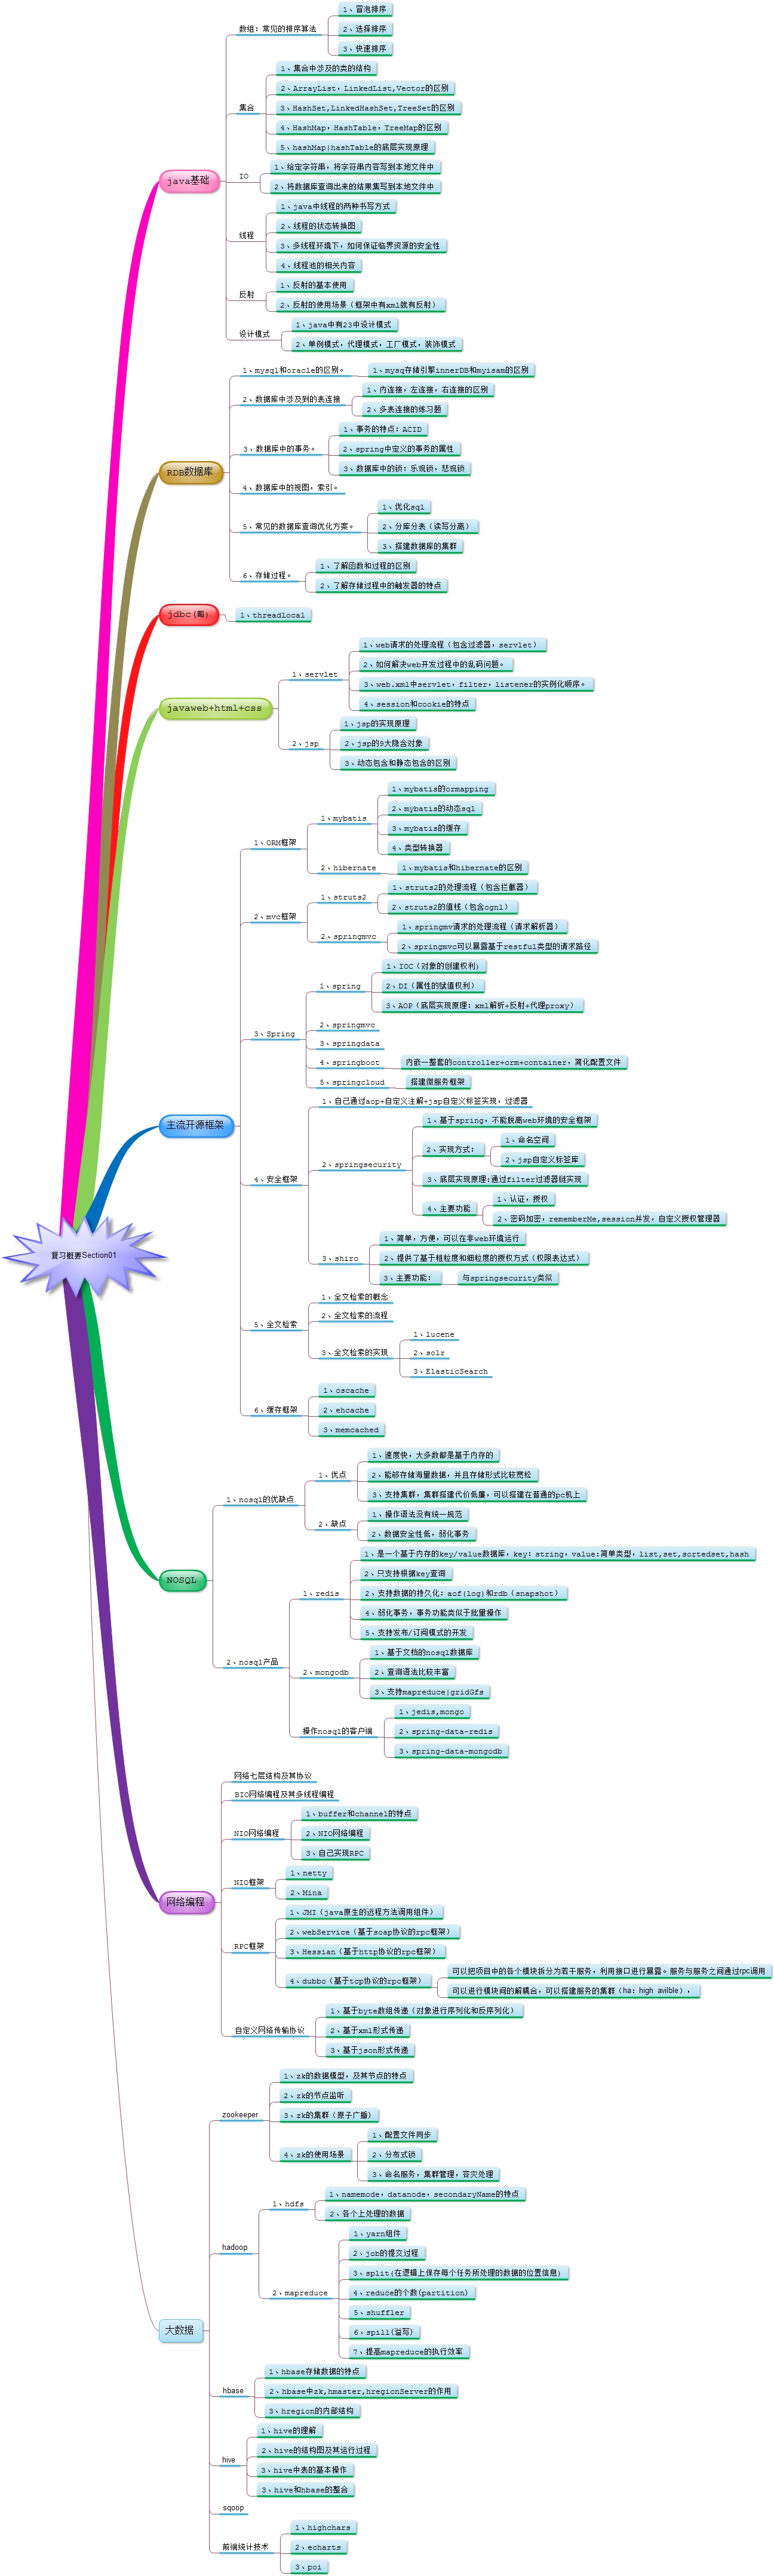 复习概要Section01
java基础
数组：常见的排序算法
1、冒泡排序
2、选择排序
3、快速排序
集合
1、集合中涉及的类的结构
2、ArrayList，LinkedList,Vector的区别
3、HashSet,LinkedHashSet,TreeSet的区别
4、HashMap，HashTable，TreeMap的区别
5、hashMap|hashTable的底层实现原理
IO
1、给定字符串，将字符串内容写到本地文件中
2、将数据库查询出来的结果集写到本地文件中
线程
1、java中线程的两种书写方式
2、线程的状态转换图
3、多线程环境下，如何保证临界资源的安全性
4、线程池的相关内容
反射
1、反射的基本使用
2、反射的使用场景（框架中有xml就有反射）
设计模式
1、java中有23中设计模式
2、单例模式，代理模式，工厂模式，装饰模式
RDB数据库
1、mysql和oracle的区别。
1、mysq存储引擎innerDB和myisam的区别
2、数据库中涉及到的表连接
1、内连接，左连接，右连接的区别
2、多表连接的练习题
3、数据库中的事务。
1、事务的特点：ACID
2、spring中定义的事务的属性
3、数据库中的锁：乐观锁，悲观锁
4、数据库中的视图，索引。
5、常见的数据库查询优化方案。
1、优化sql
2、分库分表（读写分离）
3、搭建数据库的集群
6、存储过程。
1、了解函数和过程的区别
2、了解存储过程中的触发器的特点
jdbc(略)
1、threadlocal
javaweb+html+css
1、servlet
1、web请求的处理流程（包含过滤器，servlet）
2、如何解决web开发过程中的乱码问题。
3、web.xml中servlet，filter，listener的实例化顺序。
4、session和cookie的特点
2、jsp
1、jsp的实现原理
2、jsp的9大隐含对象
3、动态包含和静态包含的区别
主流开源框架
1、ORM框架
1、mybatis
1、mybatis的ormapping
2、mybatis的动态sql
3、mybatis的缓存
4、类型转换器
2、hibernate
1、mybatis和hibernate的区别
2、mvc框架
1、struts2
1、struts2的处理流程（包含拦截器）
2、struts2的值栈（包含ognl）
2、springmvc
1、springmv请求的处理流程（请求解析器）
2、springmvc可以暴露基于restful类型的请求路径
3、Spring
1、spring
1、IOC（对象的创建权利）
2、DI（属性的赋值权利）
3、AOP（底层实现原理：xml解析+反射+代理proxy）
2、springmvc
3、springdata
4、springboot
内嵌一整套的controller+orm+container，简化配置文件
5、springcloud
搭建微服务框架
4、安全框架
1、自己通过aop+自定义注解+jsp自定义标签实现，过滤器
2、springsecurity
1、基于spring，不能脱离web环境的安全框架
2、实现方式：
1、命名空间
2、jsp自定义标签库
3、底层实现原理:通过filter过滤器链实现
4、主要功能
1、认证，授权
2、密码加密，rememberMe,session并发，自定义授权管理器
3、shiro
1、简单，方便，可以在非web环境运行
2、提供了基于粗粒度和细粒度的授权方式（权限表达式）
3、主要功能：
与springsecurity类似
5、全文检索
1、全文检索的概念
2、全文检索的流程
3、全文检索的实现
1、lucene
2、solr
3、ElasticSearch
6、缓存框架
1、oscache
2、ehcache
3、memcached
NOSQL
1、nosql的优缺点
1、优点
1、速度快，大多数都是基于内存的
2、能够存储海量数据，并且存储形式比较宽松
3、支持集群，集群搭建代价低廉，可以搭建在普通的pc机上
2、缺点
1、操作语法没有统一规范
2、数据安全性低，弱化事务
2、nosql产品
1、redis
1、是一个基于内存的key/value数据库，key：string，value:简单类型，list,set,sortedset,hash
2、只支持根据key查询
2、支持数据的持久化：aof(log)和rdb（snapshot）
4、弱化事务，事务功能类似于批量操作
5、支持发布/订阅模式的开发
2、mongodb
1、基于文档的nosql数据库
2、查询语法比较丰富
3、支持mapreduce|gridGfs
操作nosql的客户端
1、jedis,mongo
2、spring-data-redis
3、spring-data-mongodb
网络编程
网络七层结构及其协议
BIO网络编程及其多线程编程
NIO网络编程
1、buffer和channel的特点
2、NIO网络编程
3、自己实现RPC
NIO框架
1、netty
2、Mina
RPC框架
1、JMI（java原生的远程方法调用组件）
2、webService（基于soap协议的rpc框架）
3、Hessian（基于http协议的rpc框架）
4、dubbo（基于tcp协议的rpc框架）
可以把项目中的各个模块拆分为若干服务，利用接口进行暴露。服务与服务之间通过rpc调用
可以进行模块间的解耦合，可以搭建服务的集群（ha：high avilble），
自定义网络传输协议
1、基于byte数组传递（对象进行序列化和反序列化）
2、基于xml形式传递
3、基于json形式传递
大数据
zookeeper
1、zk的数据模型，及其节点的特点
2、zk的节点监听
3、zk的集群（原子广播）
4、zk的使用场景
1、配置文件同步
2、分布式锁
3、命名服务，集群管理，容灾处理
hadoop
1、hdfs
1、namemode，datanode，secondaryName的特点
2、各个上处理的数据
2、mapreduce
1、yarn组件
2、job的提交过程
3、split(在逻辑上保存每个任务所处理的数据的位置信息)
4、reduce的个数(partition)
5、shuffler
6、spill(溢写)
7、提高mapreduce的执行效率
hbase
1、hbase存储数据的特点
2、hbase中zk,hmaster,hregionServer的作用
3、hregion的内部结构
hive
1、hive的理解
2、hive的结构图及其运行过程
3、hive中表的基本操作
3、hive和hbase的整合
sqoop
前端统计技术
1、highchars
2、echarts
3、poi